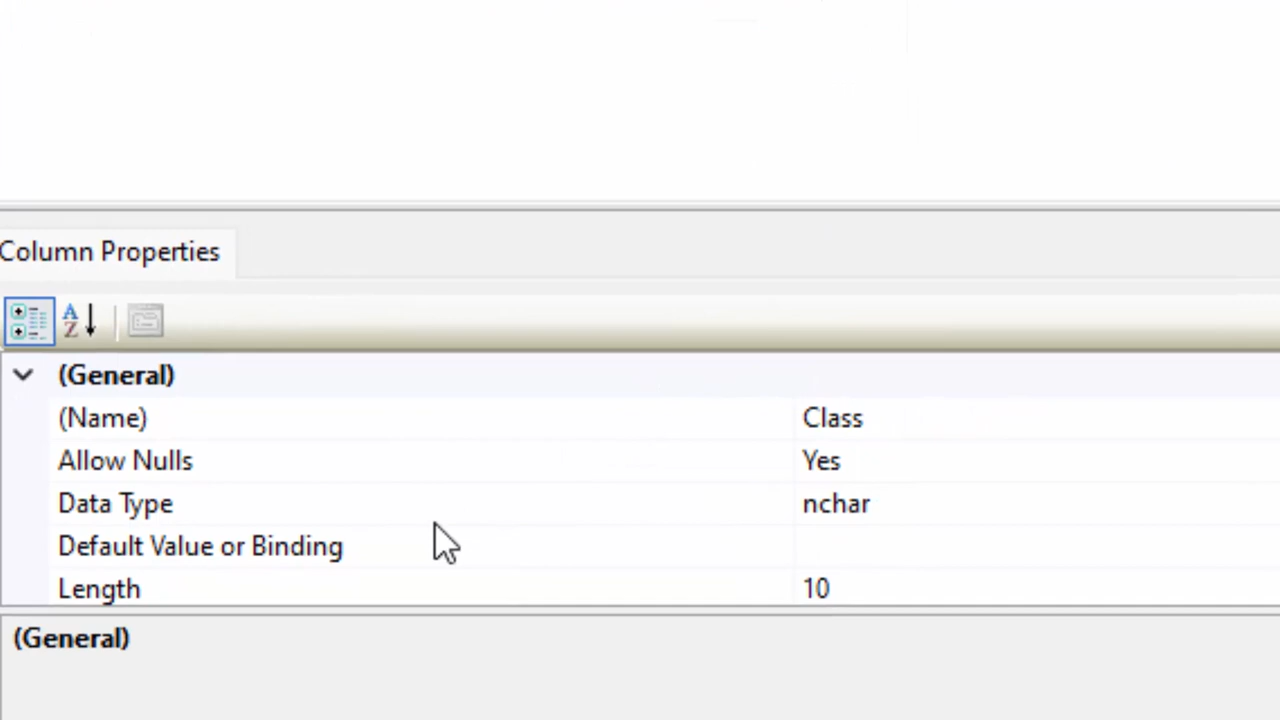 Column Properties
A
Z
(General)
(Name) Class
Allow Nulls Yes
Data Type nchar
Default Value or Binding
Length 10
(General)